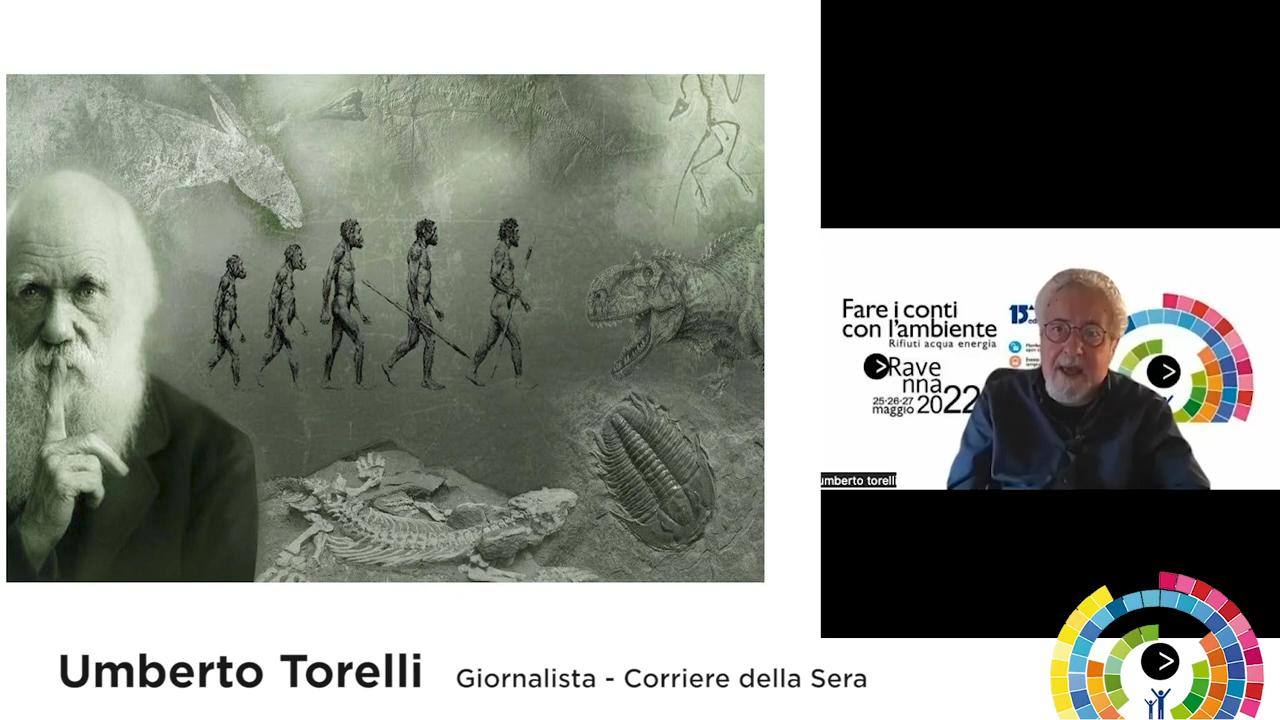 Fare i conti
con l'ambiente
Rifiuti acqua energia
Rave
nna
25-26-27
maggio 2022
umberto torelli
Umberto Torelli Giornalista - Corriere della Sera